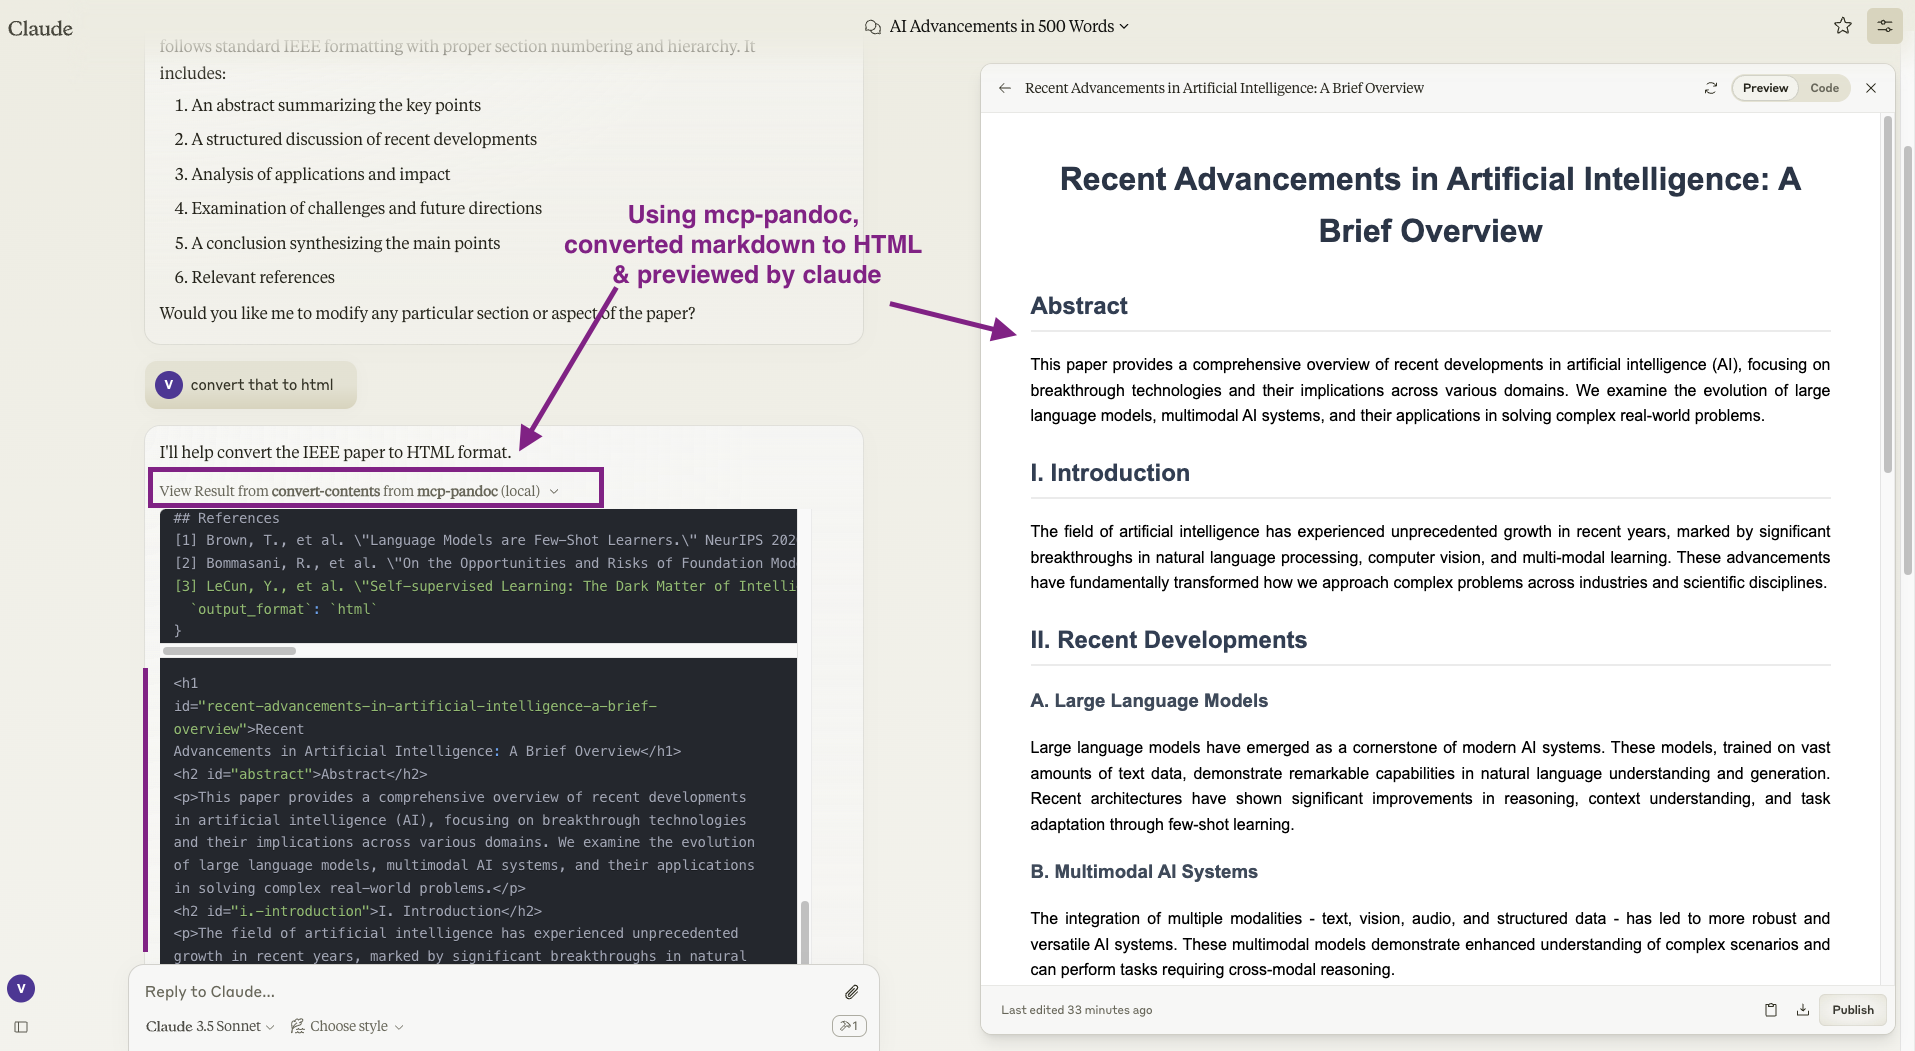 Claude
AI Advancements in 500 Words
follows standard IEEE formatting with proper section numbering and hierarchy. It
includes:
1. An abstract summarizing the key points
2. A structured discussion of recent developments
3. Analysis of applications and impact
4. Examination of challenges and future directions
5. A conclusion synthesizing the main points
6. Relevant references
Would you like me to modify any particular section or aspect of the paper?
Using mcp-pandoc,
converted markdown to HTML
& previewed by claude
V convert that to html
I'll help convert the IEEE paper to HTML format.
View Result from convert-contents from mcp-pandoc (local)
## References
[1] Brown, T., et al. \"Language Models are Few-Shot Learners.\" NeurIPS 202
[2] Bommasani, R., et al. \"On the Opportunities and Risks of Foundation Mod
[3] LeCun, Y., et al. \"Self-supervised Learning: The Dark Matter of Intelli
`output_format`: `html`
}
<h1
id="recent-advancements-in-artificial-intelligence-a-brief-
overview">Recent
Advancements in Artificial Intelligence: A Brief Overview</h1>
<h2 id="abstract">Abstract</h2>
<p>This paper provides a comprehensive overview of recent developments
in artificial intelligence (AI), focusing on breakthrough technologies
and their implications across various domains. We examine the evolution
of large language models, multimodal AI systems, and their applications
in solving complex real-world problems.</p>
<h2 id="i.-introduction">I. Introduction</h2>
<p>The field of artificial intelligence has experienced unprecedented
growth in recent years, marked by significant breakthroughs in natural
V
Reply to Claude...
Claude 3.5 Sonnet
Choose style
1
Recent Advancements in Artificial Intelligence: A Brief Overview
Preview
Code
Recent Advancements in Artificial Intelligence: A
Brief Overview
Abstract
This paper provides a comprehensive overview of recent developments in artificial intelligence (AI), focusing on
breakthrough technologies and their implications across various domains. We examine the evolution of large
language models, multimodal AI systems, and their applications in solving complex real-world problems.
I. Introduction
The field of artificial intelligence has experienced unprecedented growth in recent years, marked by significant
breakthroughs in natural language processing, computer vision, and multi-modal learning. These advancements
have fundamentally transformed how we approach complex problems across industries and scientific disciplines.
II. Recent Developments
A. Large Language Models
Large language models have emerged as a cornerstone of modern AI systems. These models, trained on vast
amounts of text data, demonstrate remarkable capabilities in natural language understanding and generation.
Recent architectures have shown significant improvements in reasoning, context understanding, and task
adaptation through few-shot learning.
B. Multimodal AI Systems
The integration of multiple modalities - text, vision, audio, and structured data - has led to more robust and
versatile AI systems. These multimodal models demonstrate enhanced understanding of complex scenarios and
can perform tasks requiring cross-modal reasoning.
Last edited 33 minutes ago
Publish